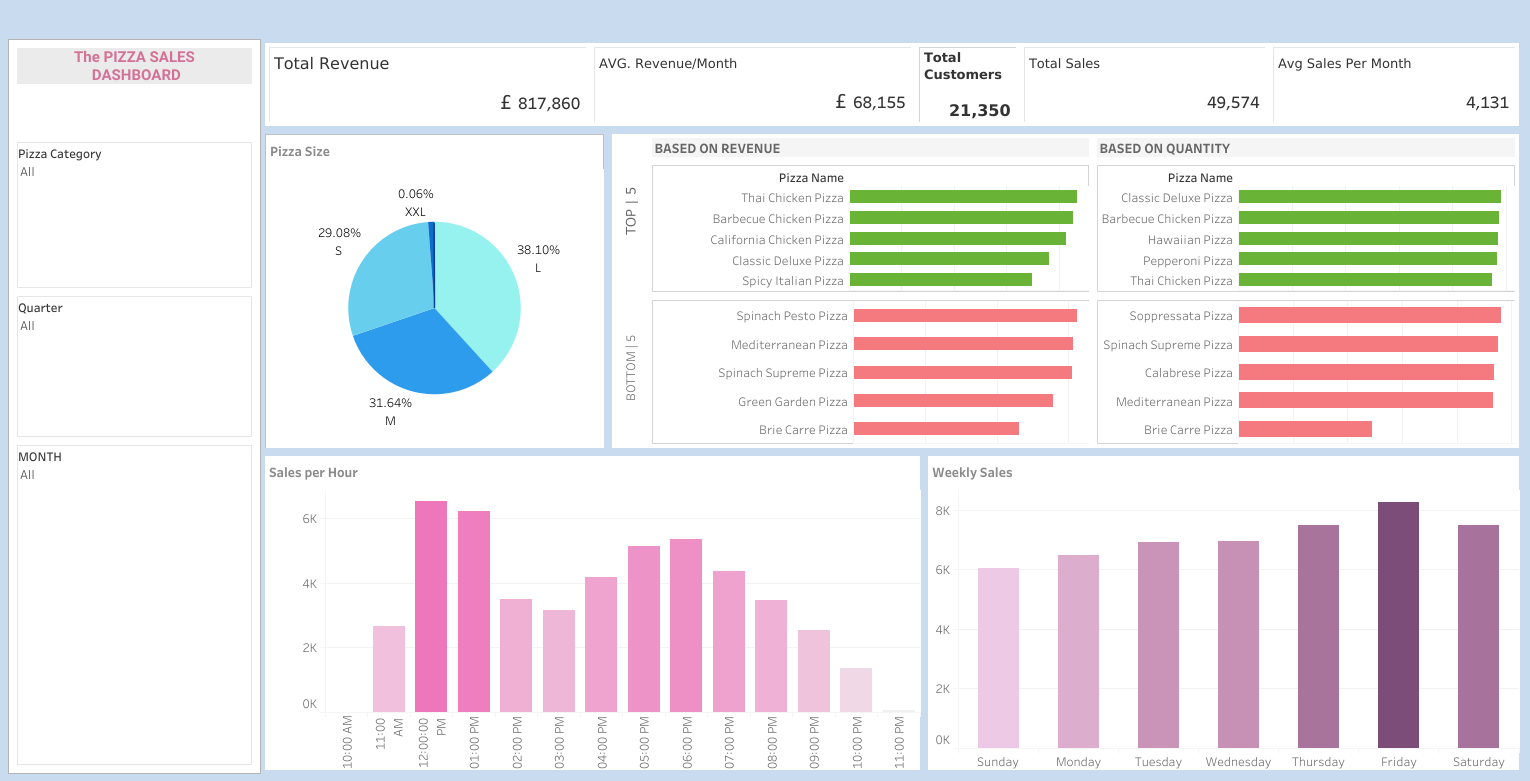 The PIZZA SALES
DASHBOARD
Pizza Category
All
Quarter
All
MONTH
All
Total Revenue
£ 817,860
AVG. Revenue/Month
£ 68,155
Total
Customers
21,350
Total Sales
49,574
Avg Sales Per Month
4,131
Pizza Size
0.06%
XXL
29.08%
S
38.10%
L
31.64%
M
TOP | 5
BOTTOM | 5
BASED ON REVENUE
Pizza Name
Thai Chicken Pizza
Barbecue Chicken Pizza
California Chicken Pizza
Classic Deluxe Pizza
Spicy Italian Pizza
Spinach Pesto Pizza
Mediterranean Pizza
Spinach Supreme Pizza
Green Garden Pizza
Brie Carre Pizza
BASED ON QUANTITY
Pizza Name
Classic Deluxe Pizza
Barbecue Chicken Pizza
Hawaiian Pizza
Pepperoni Pizza
Thai Chicken Pizza
Soppressata Pizza
Spinach Supreme Pizza
Calabrese Pizza
Mediterranean Pizza
Brie Carre Pizza
Sales per Hour
6K
4K
2K
0K
10:00 AM
11:00
AM
12:00:00
PM
01:00 PM
02:00 PM
03:00 PM
04:00 PM
05:00 PM
06:00 PM
07:00 PM
08:00 PM
09:00 PM
10:00 PM
11:00 PM
Weekly Sales
8K
6K
4K
2K
0K
Sunday
Monday
Tuesday
Wednesday
Thursday
Friday
Saturday